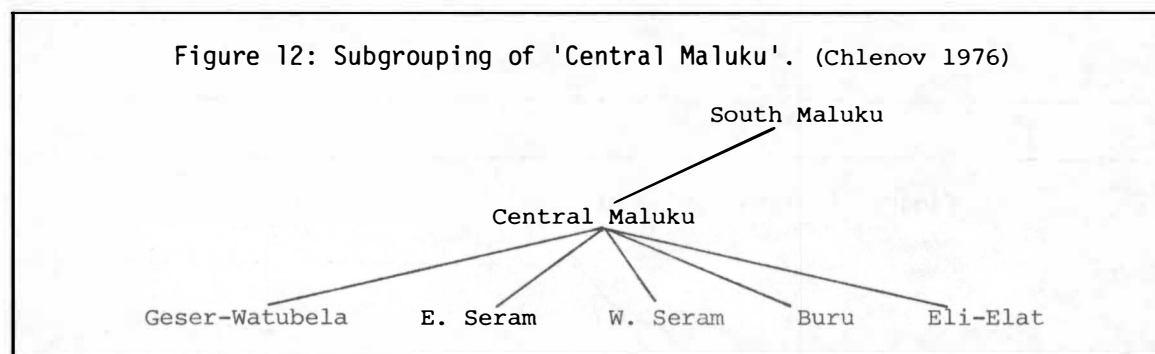 Figure 12: Subgrouping of 'Central Maluku'. (Chlenov 1976)
South Maluku
Central Maluku
Geser-Watubela E. Seram W. Seram Buru Eli-Elat